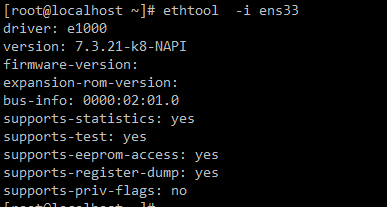 [root@localhost ~]# ethtool  -i ens33
driver: e1000
version: 7.3.21-k8-NAPI
firmware-version:
expansion-rom-version:
bus-info: 0000:02:01.0
supports-statistics: yes
supports-test: yes
supports-eeprom-access: yes
supports-register-dump: yes
supports-priv-flags: no
[root@localhost ~]#